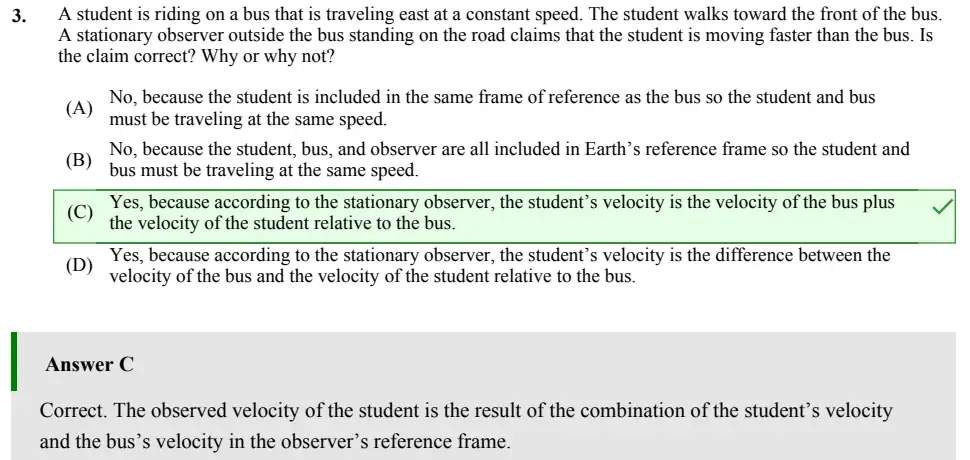 3. A student is riding on a bus that is traveling east at a constant speed. The student walks toward the front of the bus.
A stationary observer outside the bus standing on the road claims that the student is moving faster than the bus. Is
the claim correct? Why or why not?
(A) No, because the student is included in the same frame of reference as the bus so the student and bus
must be traveling at the same speed.
(B) No, because the student, bus, and observer are all included in Earth’s reference frame so the student and
bus must be traveling at the same speed.
(C) Yes, because according to the stationary observer, the student’s velocity is the velocity of the bus plus
the velocity of the student relative to the bus.
(D) Yes, because according to the stationary observer, the student’s velocity is the difference between the
velocity of the bus and the velocity of the student relative to the bus.
Answer C
Correct. The observed velocity of the student is the result of the combination of the student’s velocity
and the bus’s velocity in the observer’s reference frame.